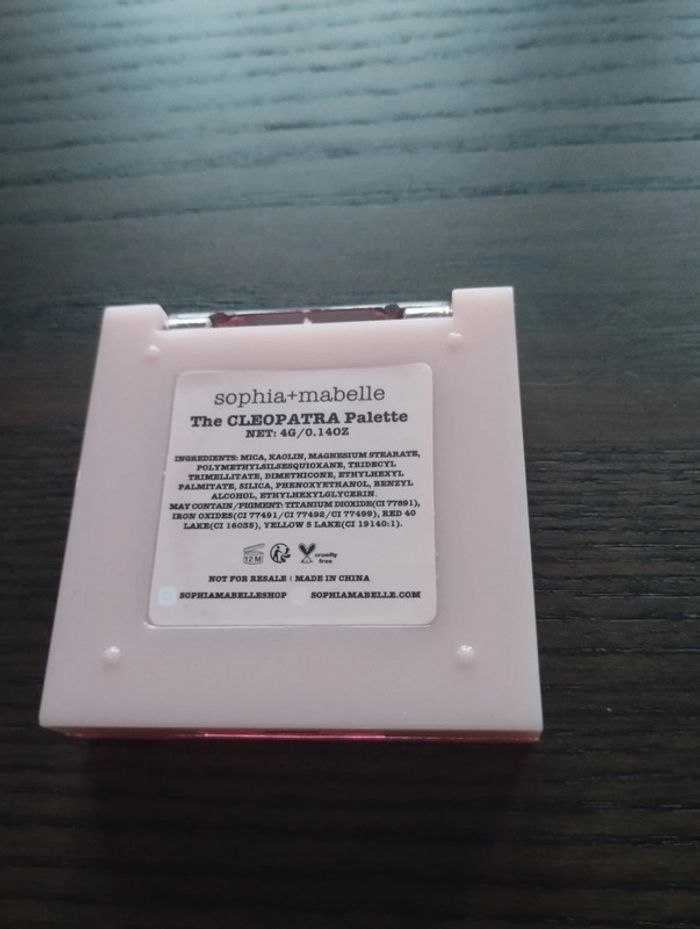 sophia+mabelle
The CLEOPATRA Palette
NET: 4G/0.14OZ
INGREDIENTS: MICA, KAOLIN, MAGNESIUM STEARATE,
POLYMETHYLSILSESQUIOXANE, TRIDECYL
TRIMELLITATE, DIMETHICONE, ETHYLHEXYL
PALMITATE, SILICA, PHENOXYETHANOL, BENZYL
ALCOHOL, ETHYLHEXYLGLYCERIN.
MAY CONTAIN/PIGMENT: TITANIUM DIOXIDE(CI 77891),
IRON OXIDES(CI 77491/CI 77492/CI 77499), RED 40
LAKE(CI 16035), YELLOW 5 LAKE(CI 19140:1).
12 M
cruelty
free
NOT FOR RESALE | MADE IN CHINA
SOPHIAMABELLESHOP SOPHIAMABELLE.COM